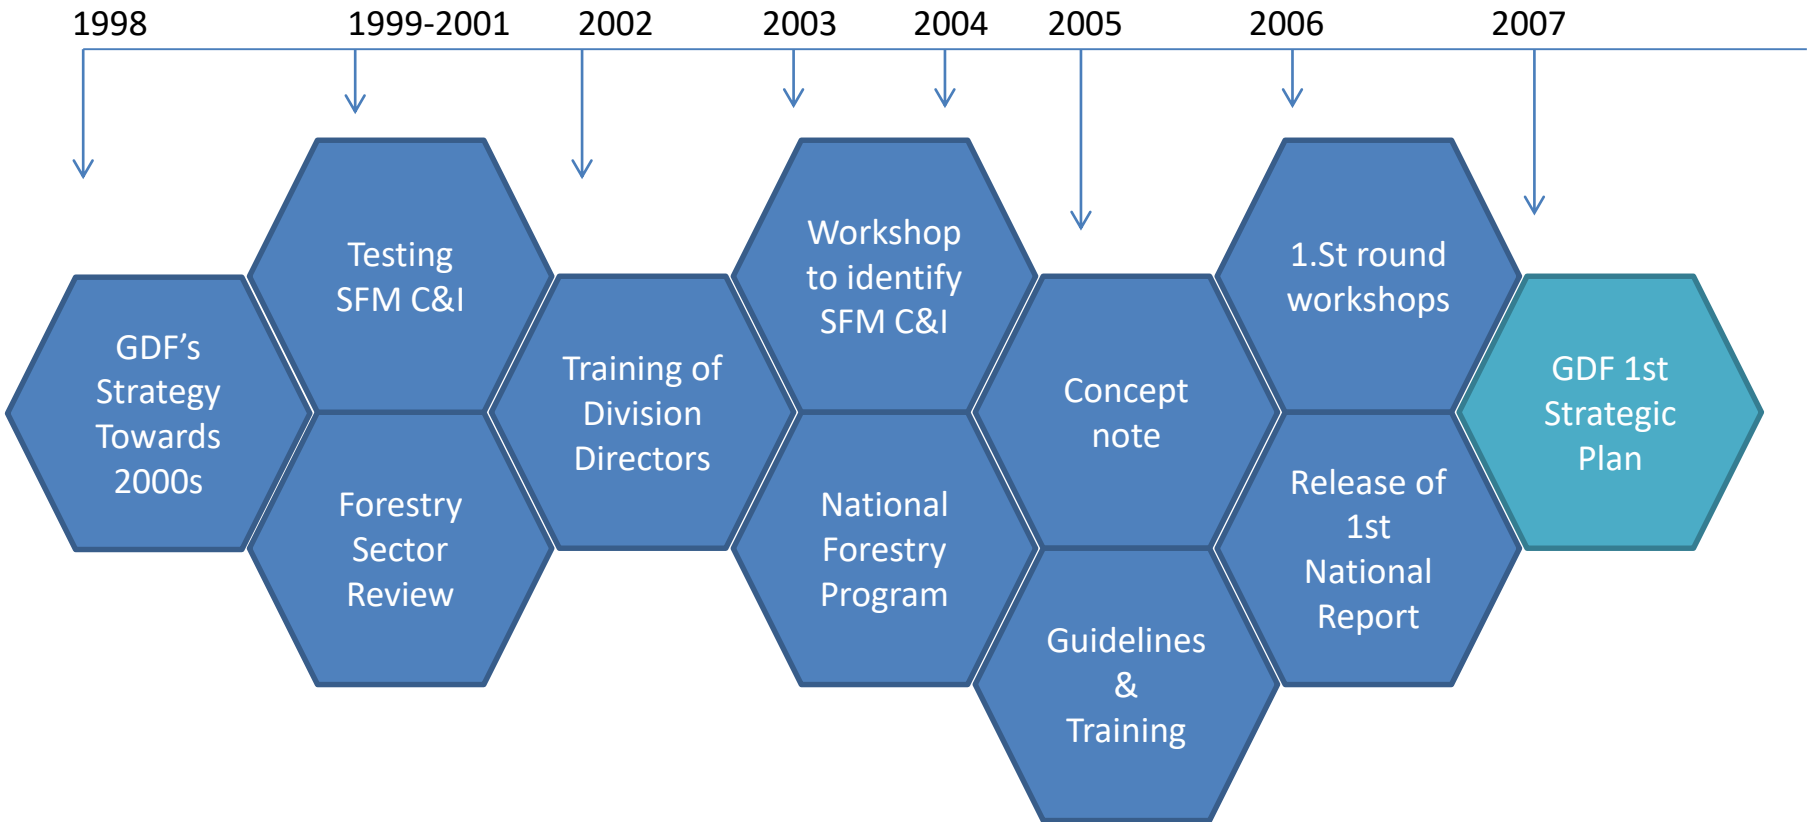 1998 1999-2001 2002 2003 2004 2005 2006 2007
GDF's
Strategy
Towards
2000s
Testing
SFM C&I
Forestry
Sector
Review
Training of
Division
Directors
Workshop
to identify
SFM C&I
National
Forestry
Program
Concept
note
Guidelines
&
Training
1.St round
workshops
Release of
1st
National
Report
GDF 1st
Strategic
Plan